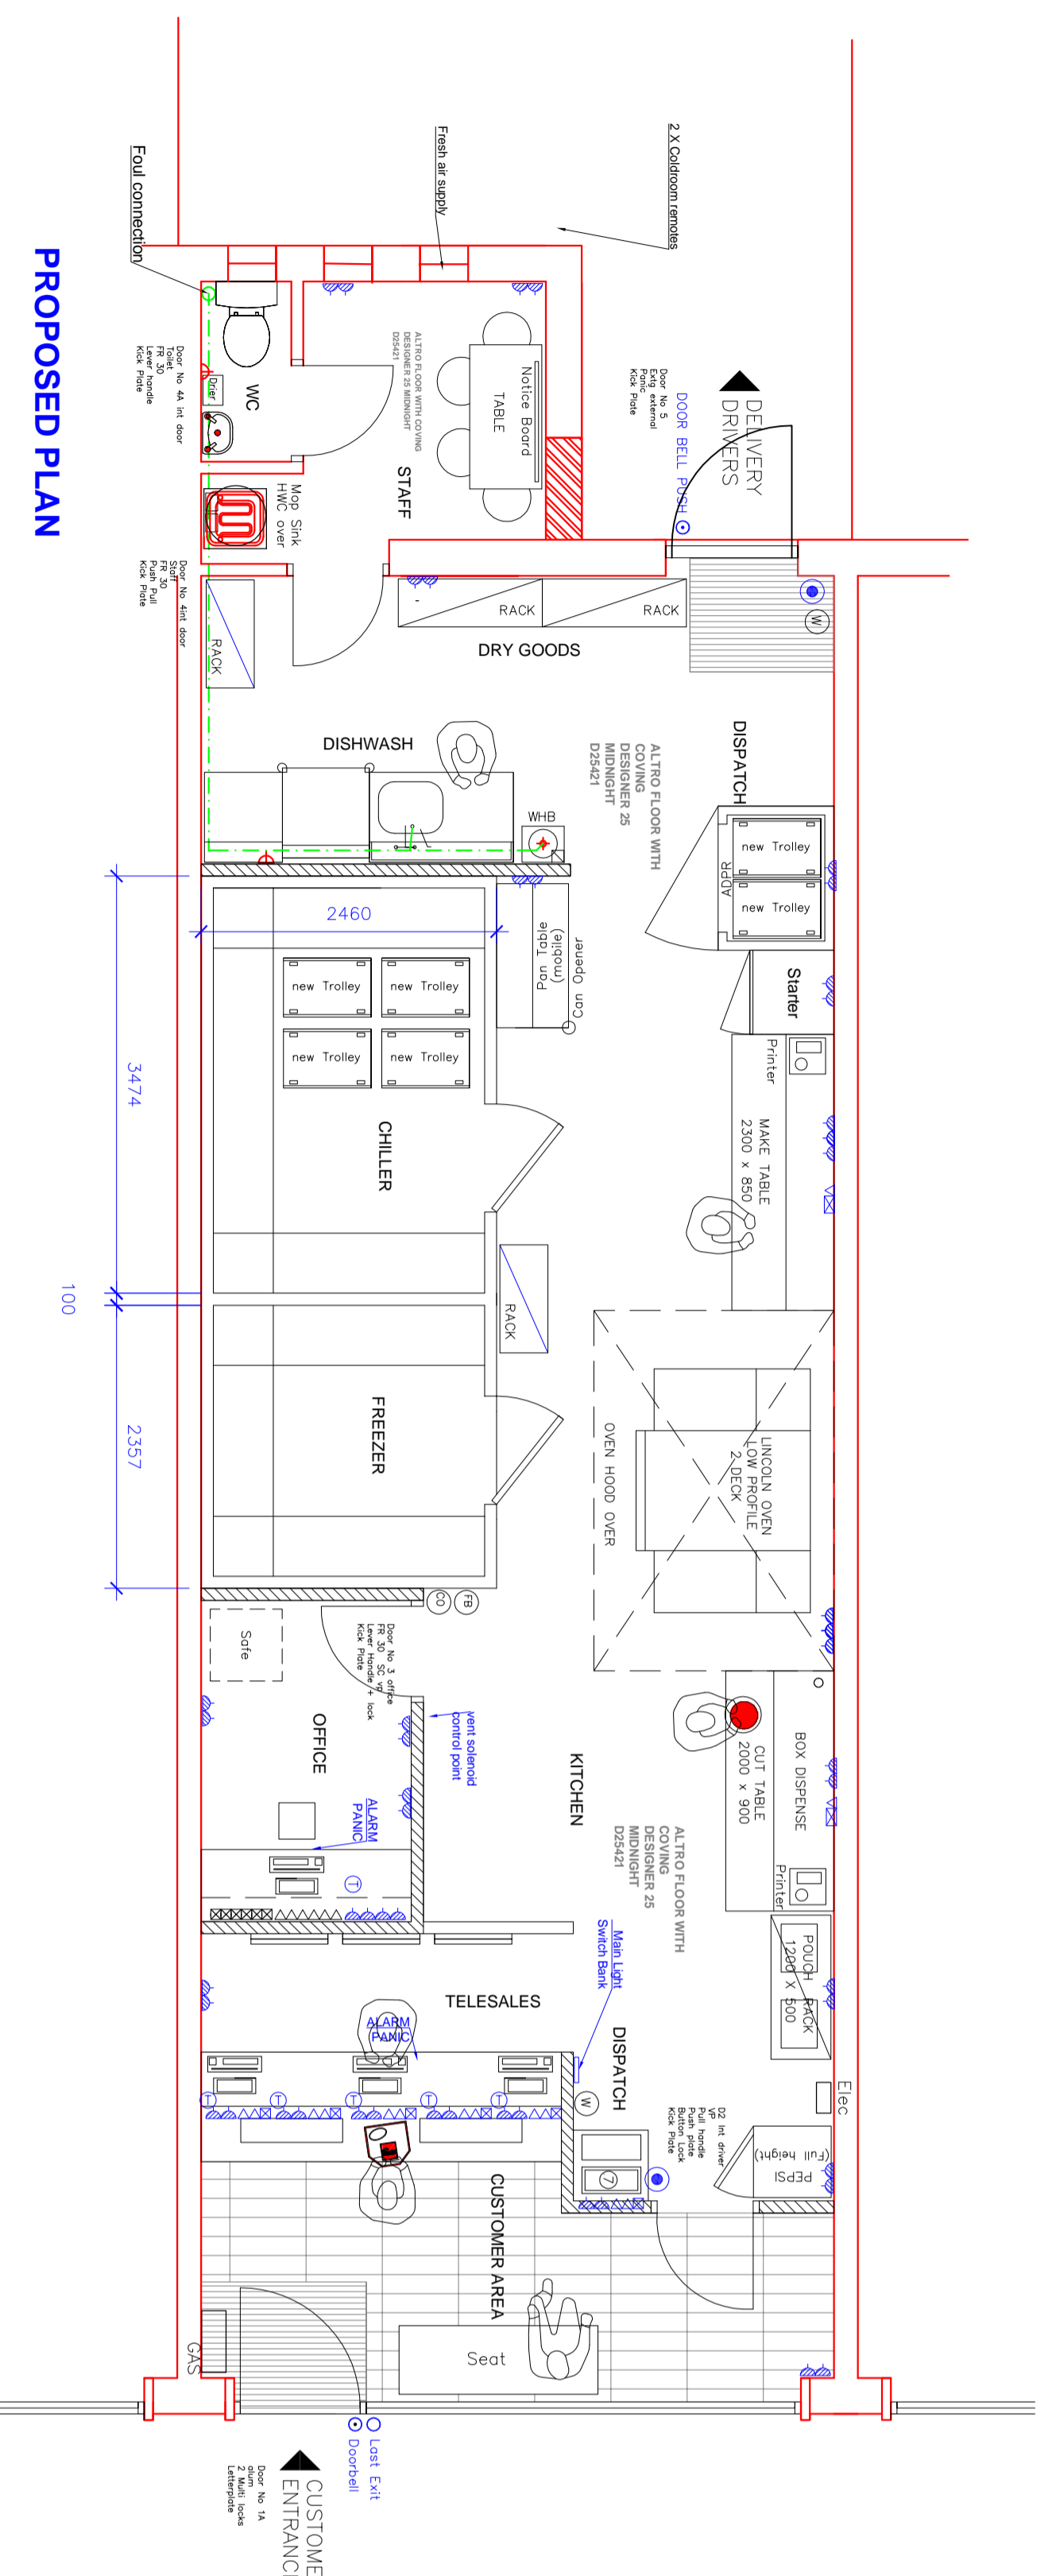 2 X Coldroom remotes
Fresh air supply
Foul connection
PROPOSED PLAN
DELIVERY
DRIVERS
DOOR BELL PUSH
Door No 5
Extg external
Panic
Kick Plate
Notice Board
TABLE
ALTRO FLOOR WITH COVING
DESIGNER 25 MIDNIGHT
D25421
STAFF
WC
Drier
Door No 4A int door
Toilet
FR 30
Lever handle
Kick Plate
Mop Sink
HWC over
Door No 4int door
Staff
FR 30
Push Pull
Kick Plate
RACK
RACK
RACK
W
DRY GOODS
DISHWASH
DISPATCH
ALTRO FLOOR WITH
COVING
DESIGNER 25
MIDNIGHT
D25421
WHB
new Trolley
new Trolley
ADPR
Starter
Can Opener
Pan Table
(mobile)
2460
new Trolley
new Trolley
new Trolley
new Trolley
3474
CHILLER
Printer
MAKE TABLE
2300 x 850
100
RACK
FREEZER
2357
LINCOLN OVEN
LOW PROFILE
2 DECK
OVEN HOOD OVER
CO
FB
Safe
Door No 3 office
FR 30 SC vp
Lever Handle + lock
Kick Plate
OFFICE
vent solenoid
control point
ALARM
PANIC
T
KITCHEN
ALTRO FLOOR WITH
COVING
DESIGNER 25
MIDNIGHT
D25421
BOX DISPENSE
CUT TABLE
2000 x 900
Printer
POUCH RACK
1200 X 500
Main Light
Switch Bank
TELESALES
ALARM
PANIC
T
T
T
T
T
DISPATCH
W
Elec
D2 Int driver
VP
Pull handle
Push plate
Button Lock
Kick Plate
PEPSI
(Full height)
7
CUSTOMER AREA
Seat
GAS
Last Exit
Doorbell
CUSTOME
ENTRANC
Door No 1A
alum
2 Multi locks
Letterplate